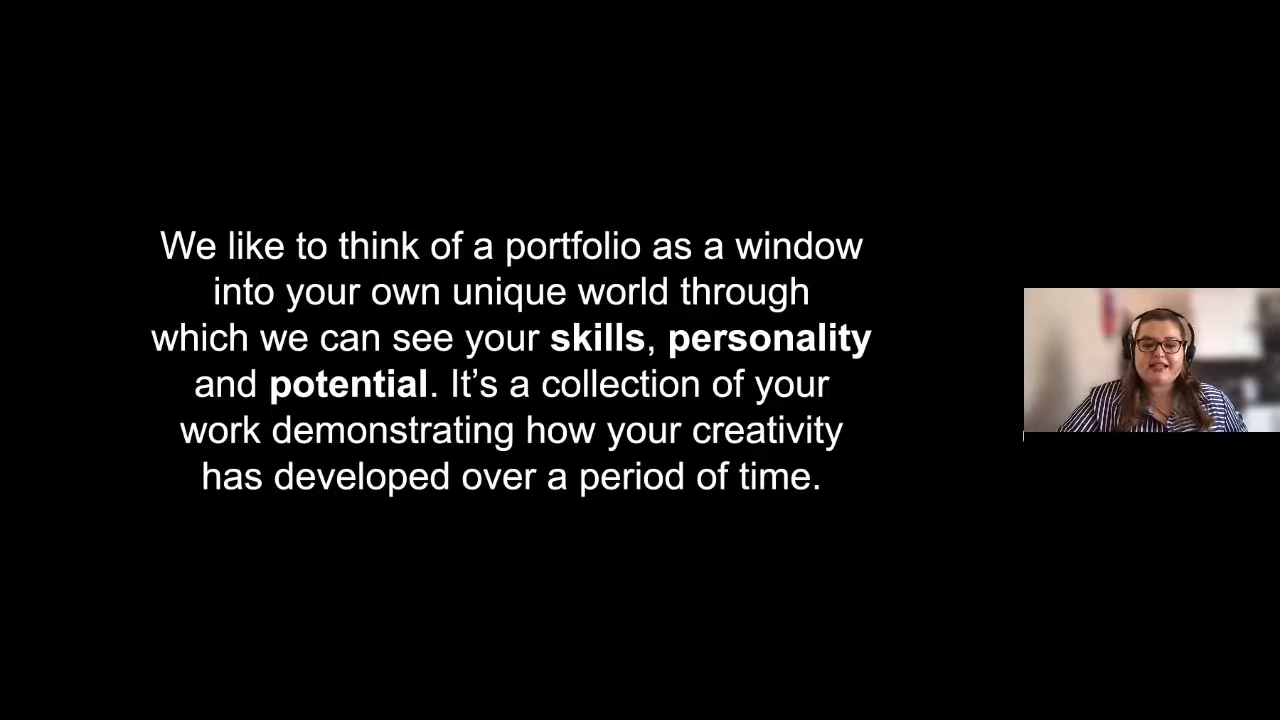 We like to think of a portfolio as a window
into your own unique world through
which we can see your skills, personality
and potential. It’s a collection of your
work demonstrating how your creativity
has developed over a period of time.